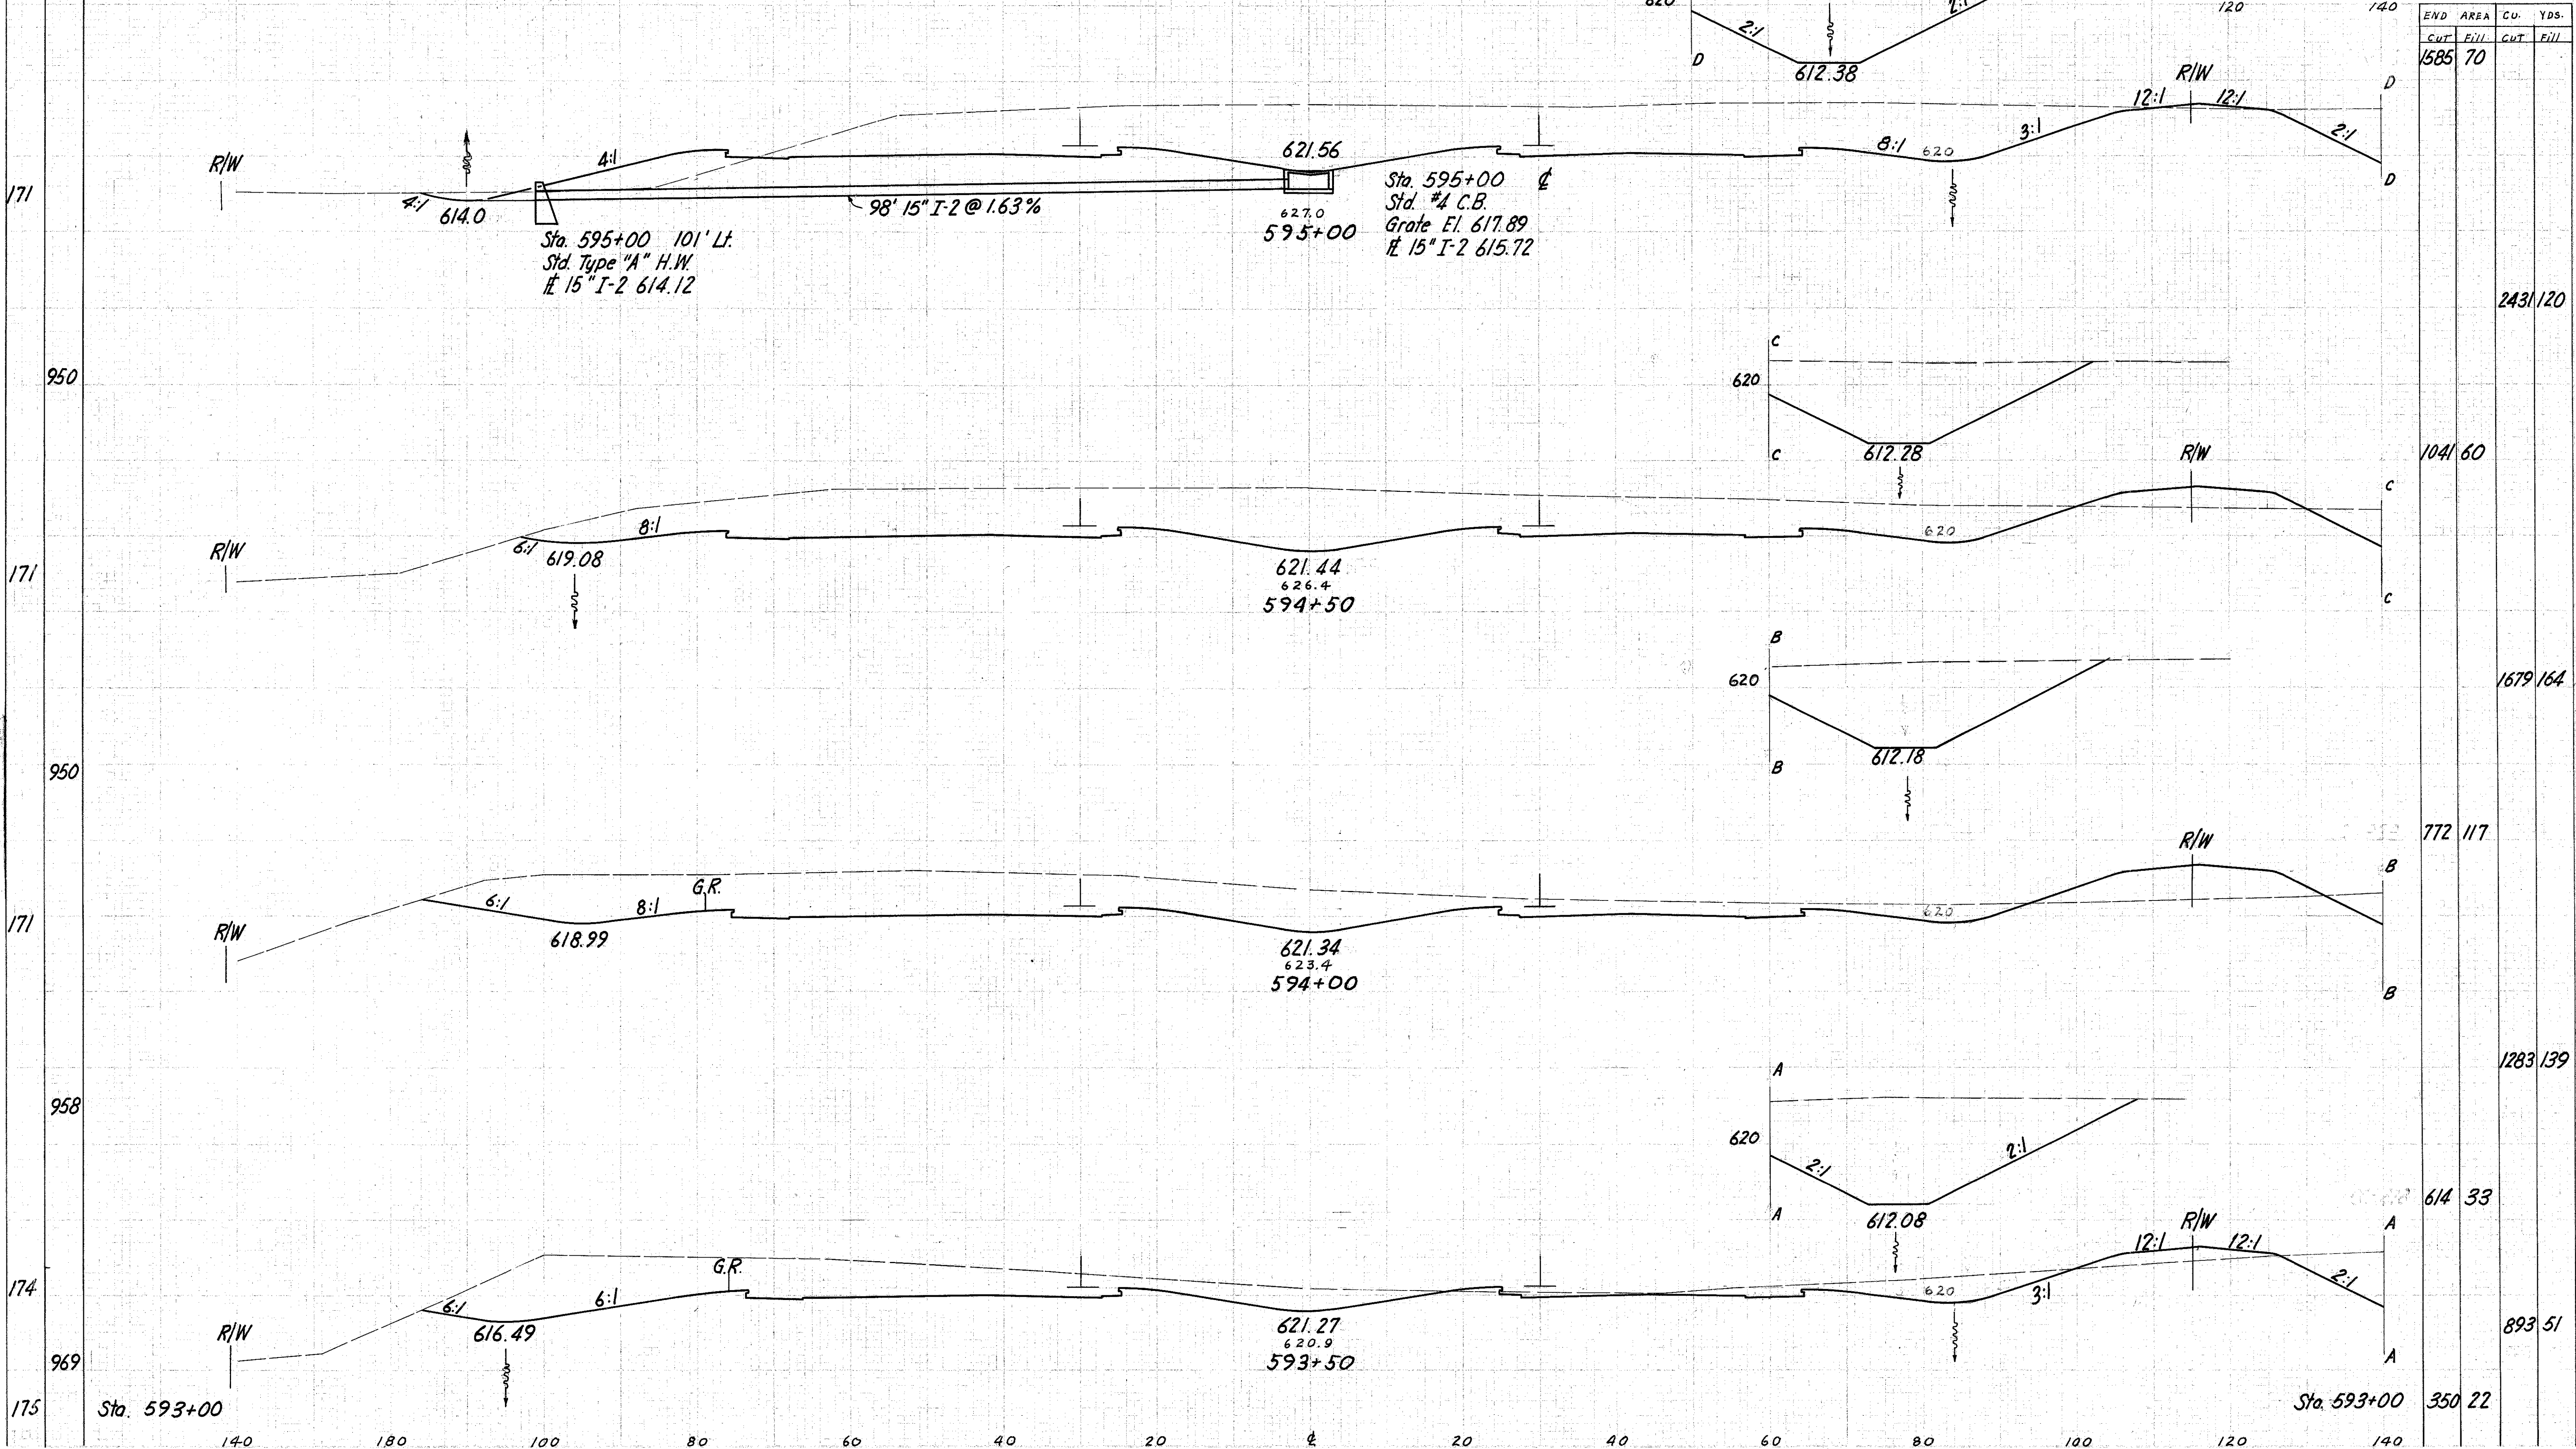 620
2:1
2:1
D
612.38
120
140
END AREA CU. YDS.
CUT Fill CUT Fill
1585 70
R/W
D
12:1
12:1
2:1
D
R/W
4:1
621.56
3:1
8:1
620
171
4:1
614.0
98' 15" I-2 @ 1.63%
627.0
595+00
Sta. 595+00 ℄
Std. #4 C.B.
Grate El. 617.89
℄ 15" I-2 615.72
Sta. 595+00 101' Lt.
Std. Type "A" H.W.
℄ 15" I-2 614.12
2431 120
C
950
620
C
612.28
R/W
1041 60
C
8:1
R/W
6:1
619.08
620
171
621.44
626.4
594+50
C
B
620
1679 164
950
B
612.18
R/W
772 117
B
G.R.
6:1
8:1
620
171
R/W
618.99
621.34
623.4
594+00
B
1283 139
A
958
620
2:1
2:1
A
612.08
614 33
R/W
A
12:1
12:1
G.R.
2:1
174
6:1
6:1
620
3:1
R/W
616.49
621.27
620.9
593+50
893 51
A
969
175
Sta. 593+00
Sta. 593+00 350 22
140 180 100 80 60 40 20 ℄ 20 40 60 80 100 120 140